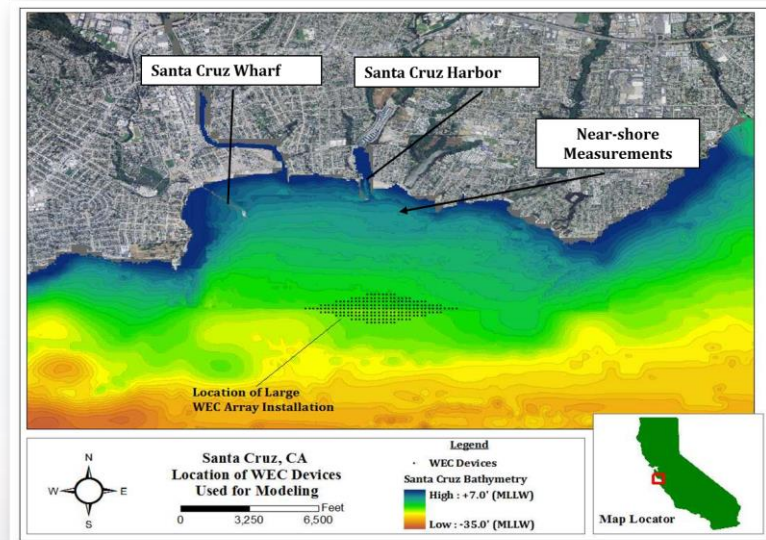 Santa Cruz Wharf
Santa Cruz Harbor
Near-shore
Measurements
Location of Large
WEC Array Installation
N
W
E
S
Santa Cruz, CA
Location of WEC Devices
Used for Modeling
Feet
0 3,250 6,500
Legend
WEC Devices
Santa Cruz Bathymetry
High : +7.0' (MLLW)
Low : -35.0' (MLLW)
Map Locator